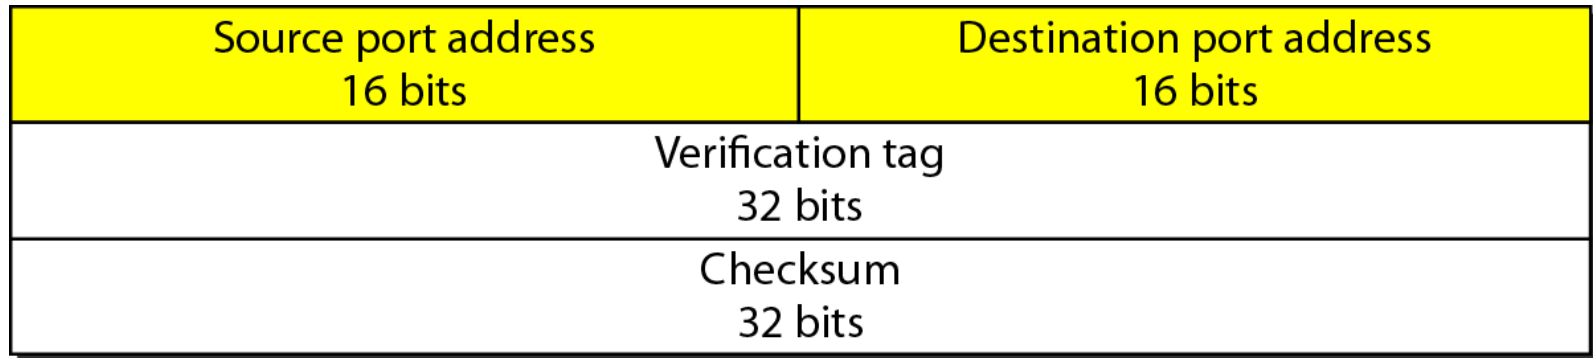 Source port address
16 bits
Destination port address
16 bits
Verification tag
32 bits
Checksum
32 bits